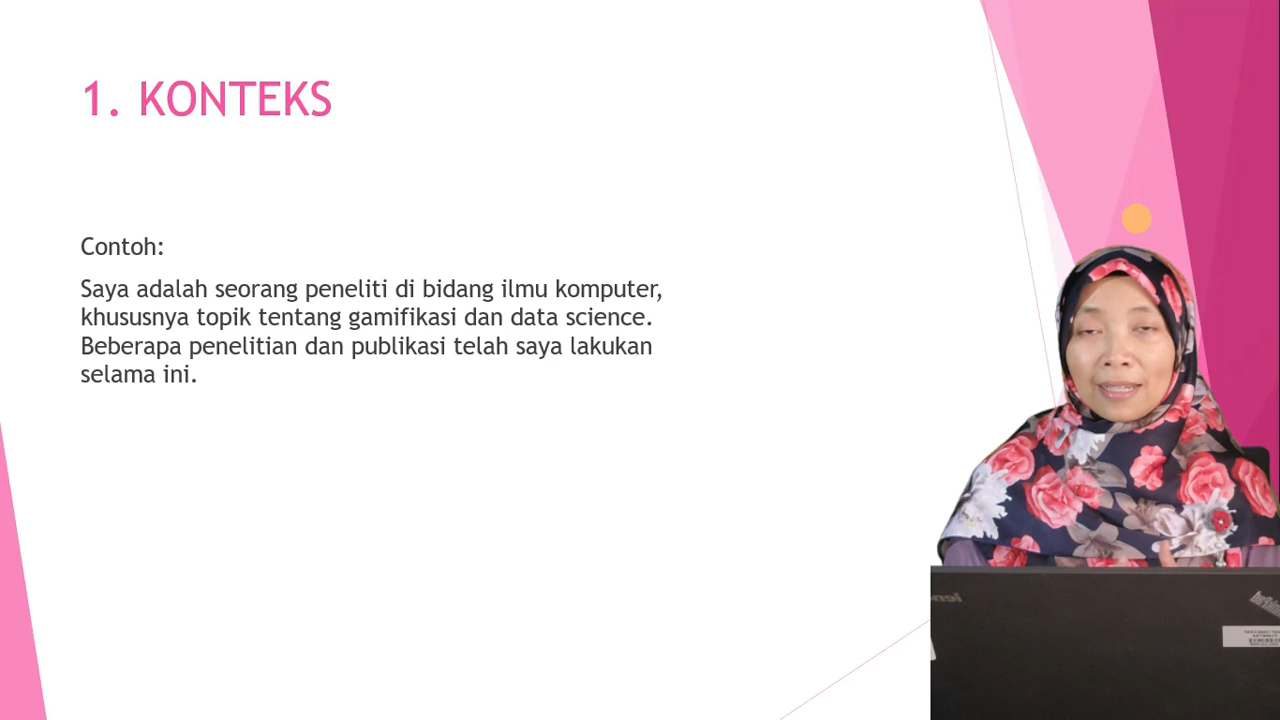 1. KONTEKS
Contoh:
Saya adalah seorang peneliti di bidang ilmu komputer,
khususnya topik tentang gamifikasi dan data science.
Beberapa penelitian dan publikasi telah saya lakukan
selama ini.